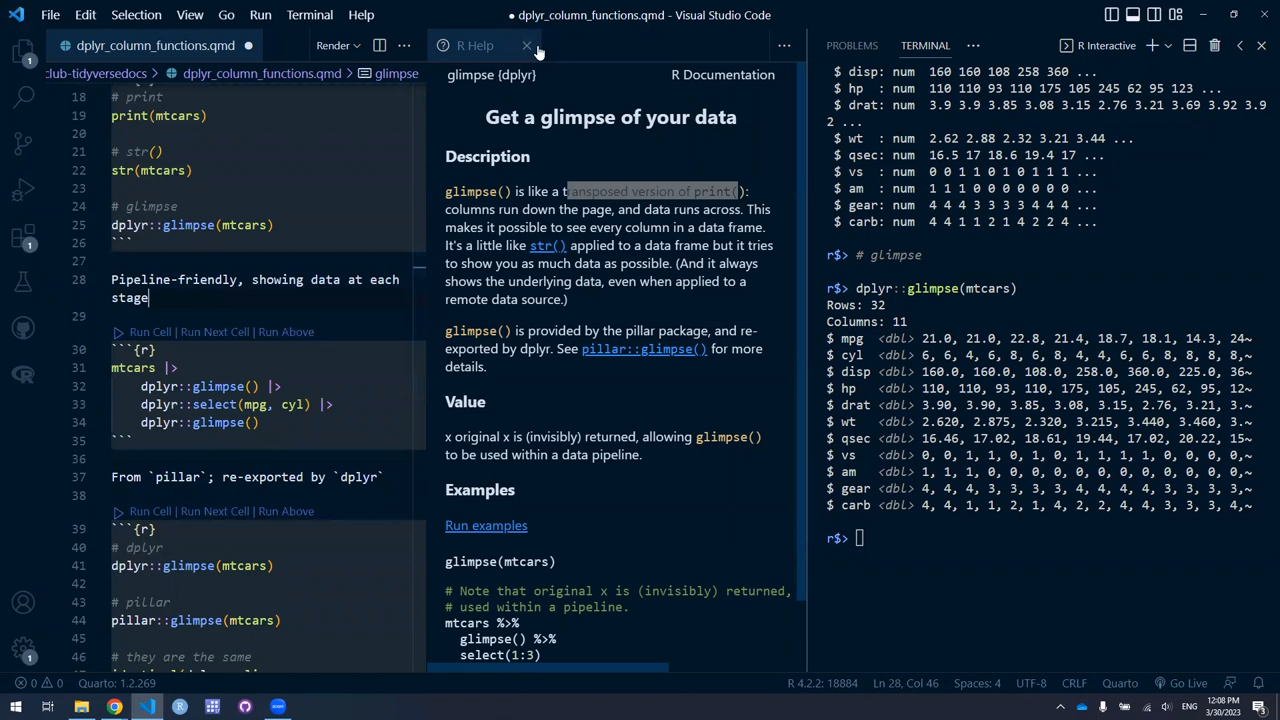 File Edit Selection View Go Run Terminal Help
● dplyr_column_functions.qmd - Visual Studio Code
dplyr_column_functions.qmd ●
Render
R Help
club-tidyversedocs > dplyr_column_functions.qmd > glimpse
18 # print
19 print(mtcars)
20
21 # str()
22 str(mtcars)
23
24 # glimpse
25 dplyr::glimpse(mtcars)
26 ```
27
28 Pipeline-friendly, showing data at each
stage
29
Run Cell | Run Next Cell | Run Above
30 ```{r}
31 mtcars |>
32 dplyr::glimpse() |>
33 dplyr::select(mpg, cyl) |>
34 dplyr::glimpse()
35 ```
36
37 From `pillar`; re-exported by `dplyr`
38
Run Cell | Run Next Cell | Run Above
39 ```{r}
40 # dplyr
41 dplyr::glimpse(mtcars)
42
43 # pillar
44 pillar::glimpse(mtcars)
45
46 # they are the same
glimpse {dplyr} R Documentation
Get a glimpse of your data
Description
glimpse() is like a transposed version of print():
columns run down the page, and data runs across. This
makes it possible to see every column in a data frame.
It's a little like str() applied to a data frame but it tries
to show you as much data as possible. (And it always
shows the underlying data, even when applied to a
remote data source.)
glimpse() is provided by the pillar package, and re-
exported by dplyr. See pillar::glimpse() for more
details.
Value
x original x is (invisibly) returned, allowing glimpse()
to be used within a data pipeline.
Examples
Run examples
glimpse(mtcars)
# Note that original x is (invisibly) returned,
# used within a pipeline.
mtcars %>%
glimpse() %>%
select(1:3)
PROBLEMS TERMINAL
R Interactive
$ disp: num 160 160 108 258 360 ...
$ hp : num 110 110 93 110 175 105 245 62 95 123 ...
$ drat: num 3.9 3.9 3.85 3.08 3.15 2.76 3.21 3.69 3.92 3.9
2 ...
$ wt : num 2.62 2.88 2.32 3.21 3.44 ...
$ qsec: num 16.5 17 18.6 19.4 17 ...
$ vs : num 0 0 1 1 0 1 0 1 1 1 ...
$ am : num 1 1 1 0 0 0 0 0 0 0 ...
$ gear: num 4 4 4 3 3 3 3 4 4 4 ...
$ carb: num 4 4 1 1 2 1 4 2 2 4 4 ...
r$> # glimpse
r$> dplyr::glimpse(mtcars)
Rows: 32
Columns: 11
$ mpg <dbl> 21.0, 21.0, 22.8, 21.4, 18.7, 18.1, 14.3, 24~
$ cyl <dbl> 6, 6, 4, 6, 8, 6, 8, 4, 4, 6, 6, 8, 8, 8, 8,~
$ disp <dbl> 160.0, 160.0, 108.0, 258.0, 360.0, 225.0, 36~
$ hp <dbl> 110, 110, 93, 110, 175, 105, 245, 62, 95, 12~
$ drat <dbl> 3.90, 3.90, 3.85, 3.08, 3.15, 2.76, 3.21, 3.~
$ wt <dbl> 2.620, 2.875, 2.320, 3.215, 3.440, 3.460, 3.~
$ qsec <dbl> 16.46, 17.02, 18.61, 19.44, 17.02, 20.22, 15~
$ vs <dbl> 0, 0, 1, 1, 0, 1, 0, 1, 1, 1, 1, 0, 0, 0, 0,~
$ am <dbl> 1, 1, 1, 0, 0, 0, 0, 0, 0, 0, 0, 0, 0, 0, 0,~
$ gear <dbl> 4, 4, 4, 3, 3, 3, 3, 4, 4, 4, 4, 3, 3, 3, 3,~
$ carb <dbl> 4, 4, 1, 1, 2, 1, 4, 2, 2, 4, 4, 3, 3, 3, 4,~
r$>
0 0 Quarto: 1.2.269
R 4.2.2: 18884 Ln 28, Col 46 Spaces: 4 UTF-8 CRLF Quarto Go Live
ENG 12:08 PM
3/30/2023